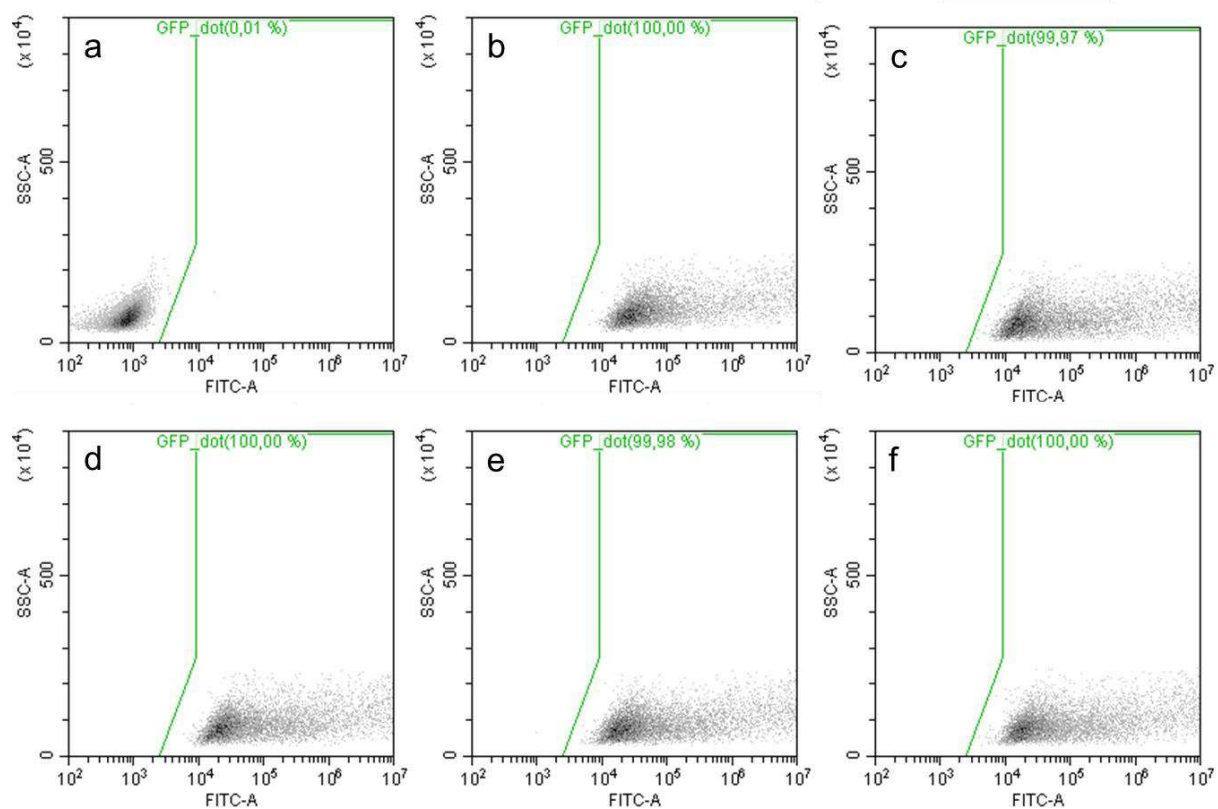 a
GFP_dot(0,01 %)
(x 10⁴)
SSC-A
500
0
10² 10³ 10⁴ 10⁵ 10⁶ 10⁷
FITC-A
b
GFP_dot(100,00 %)
(x 10⁴)
SSC-A
500
0
10² 10³ 10⁴ 10⁵ 10⁶ 10⁷
FITC-A
c
GFP_dot(99,97 %)
(x 10⁴)
SSC-A
500
0
10² 10³ 10⁴ 10⁵ 10⁶ 10⁷
FITC-A
d
GFP_dot(100,00 %)
(x 10⁴)
SSC-A
500
0
10² 10³ 10⁴ 10⁵ 10⁶ 10⁷
FITC-A
e
GFP_dot(99,98 %)
(x 10⁴)
SSC-A
500
0
10² 10³ 10⁴ 10⁵ 10⁶ 10⁷
FITC-A
f
GFP_dot(100,00 %)
(x 10⁴)
SSC-A
500
0
10² 10³ 10⁴ 10⁵ 10⁶ 10⁷
FITC-A